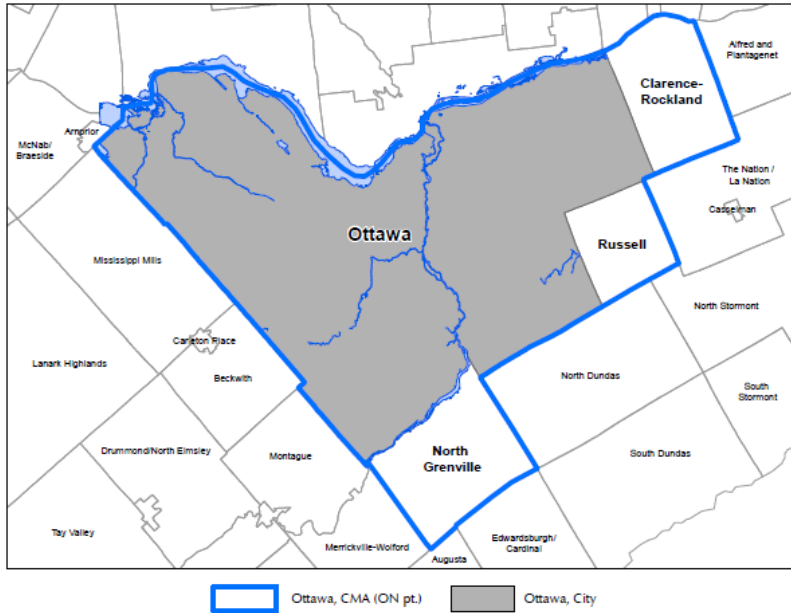 Alfred and
Plantagenet
Clarence-
Rockland
Arnprior
McNab/
Braeside
The Nation /
La Nation
Casselman
Ottawa
Russell
Mississippi Mills
North Stormont
Carleton Place
Lanark Highlands
Beckwith
North Dundas
South
Stormont
Drummond/North Elmsley
Montague
North
Grenville
South Dundas
Tay Valley
Merrickville-Wolford
Edwardsburgh/
Cardinal
Augusta
Ottawa, CMA (ON pt.)
Ottawa, City